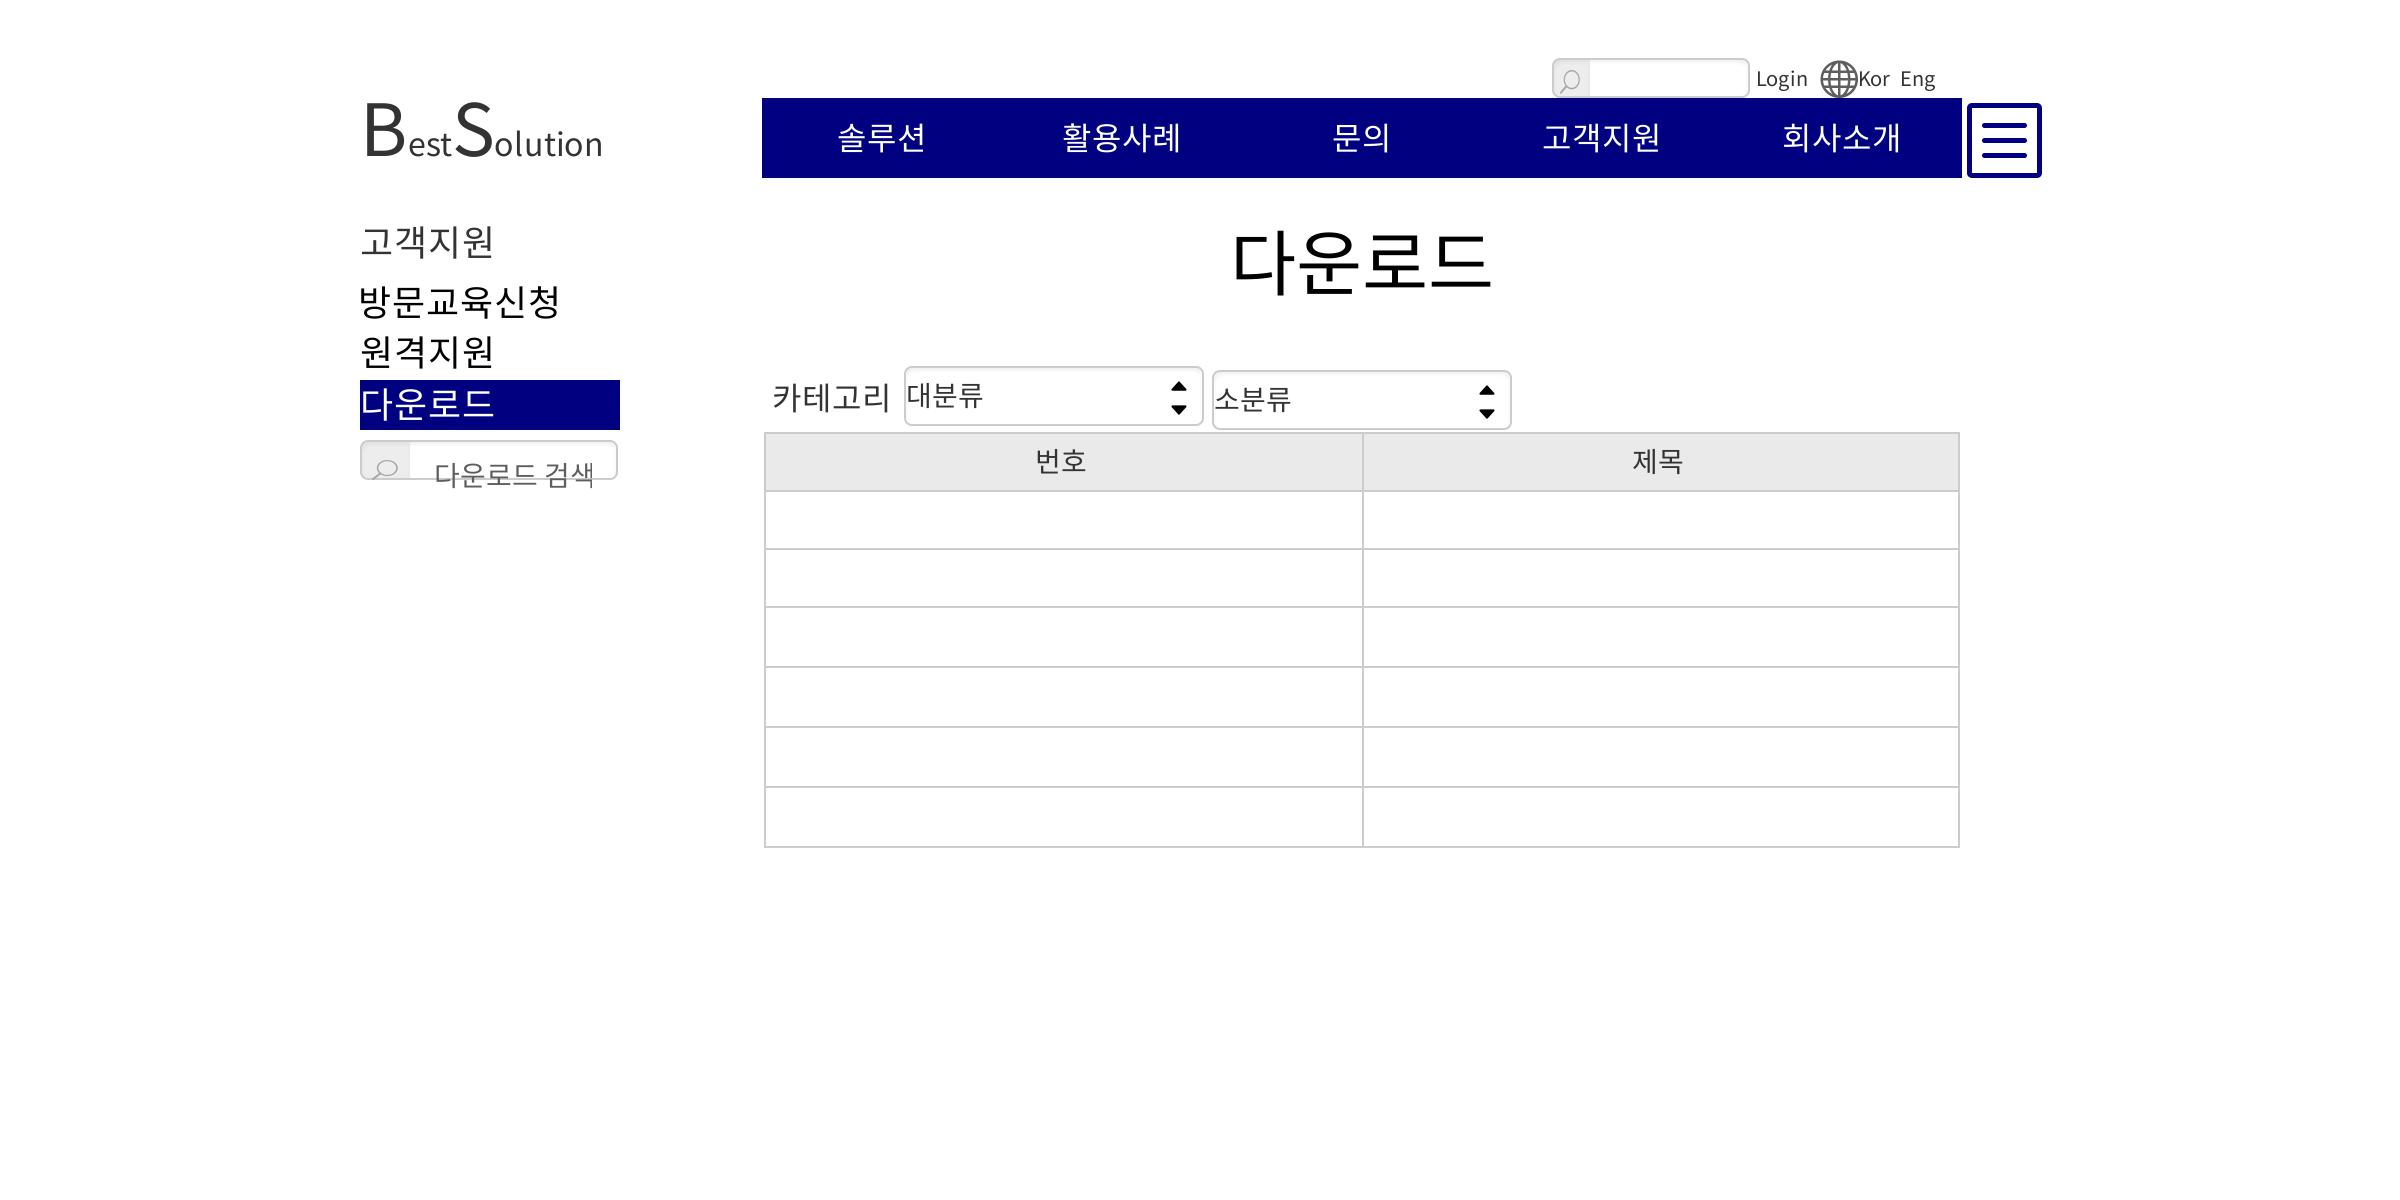 Login Kor Eng
BestSolution
솔루션 활용사례 문의 고객지원 회사소개
고객지원
방문교육신청
원격지원
다운로드
다운로드 검색
다운로드
카테고리 대분류 소분류
번호 제목